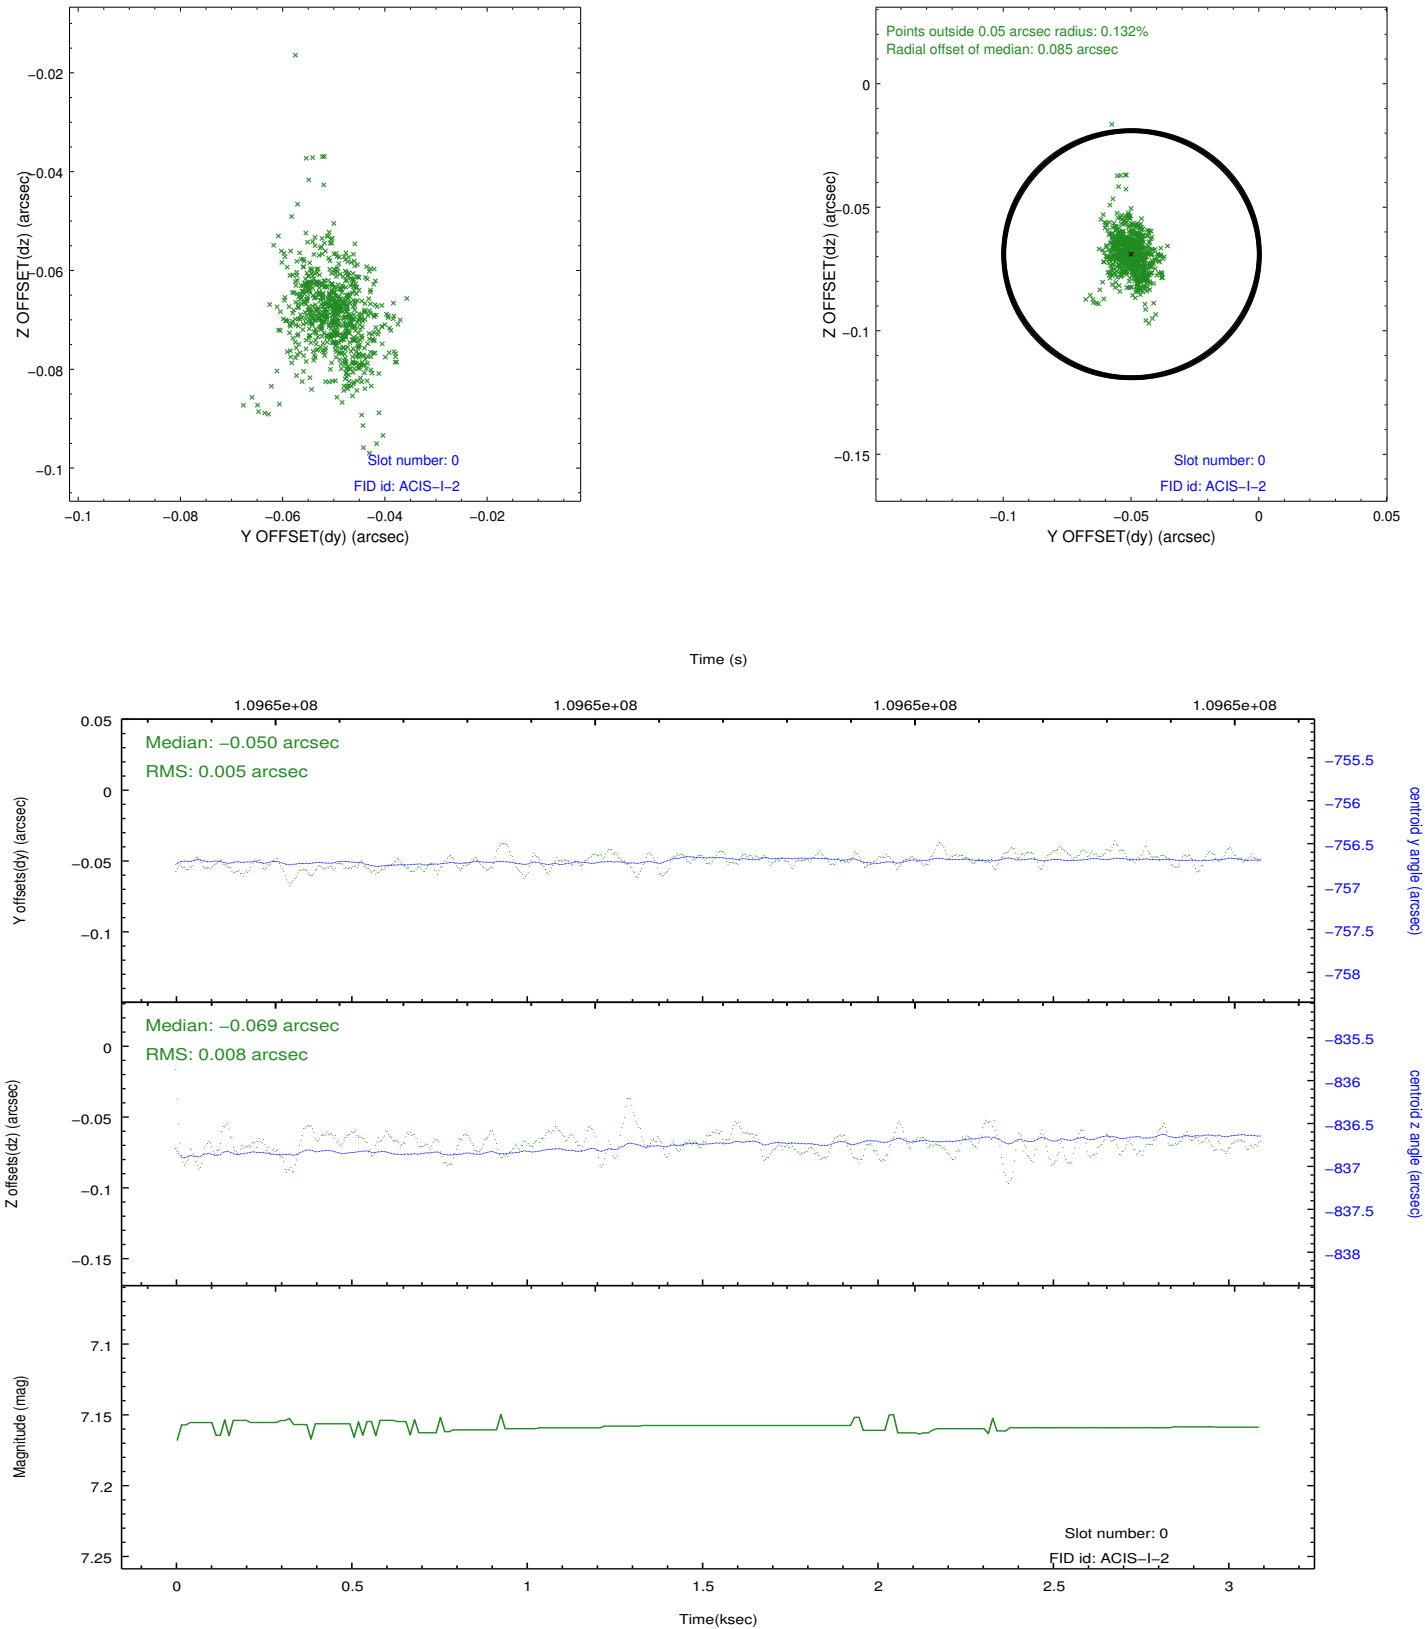 −0.02
−0.04
−0.06
−0.08
−0.1
Z OFFSET(dz) (arcsec)
Slot number: 0
FID id: ACIS−I−2
−0.1
−0.08
−0.06
−0.04
−0.02
Y OFFSET(dy) (arcsec)
Points outside 0.05 arcsec radius: 0.132%
Radial offset of median: 0.085 arcsec
0
−0.05
−0.1
−0.15
Z OFFSET(dz) (arcsec)
Slot number: 0
FID id: ACIS−I−2
−0.1
−0.05
0
0.05
Y OFFSET(dy) (arcsec)
Time (s)
1.0965e+08
1.0965e+08
1.0965e+08
1.0965e+08
Median: −0.050 arcsec
RMS: 0.005 arcsec
0.05
0
−0.05
−0.1
Y offsets(dy) (arcsec)
−755.5
−756
−756.5
−757
−757.5
−758
centroid y angle (arcsec)
Median: −0.069 arcsec
RMS: 0.008 arcsec
0
−0.05
−0.1
−0.15
Z offsets(dz) (arcsec)
−835.5
−836
−836.5
−837
−837.5
−838
centroid z angle (arcsec)
7.1
7.15
7.2
7.25
Magnitude (mag)
Slot number: 0
FID id: ACIS−I−2
0
0.5
1
1.5
2
2.5
3
Time(ksec)